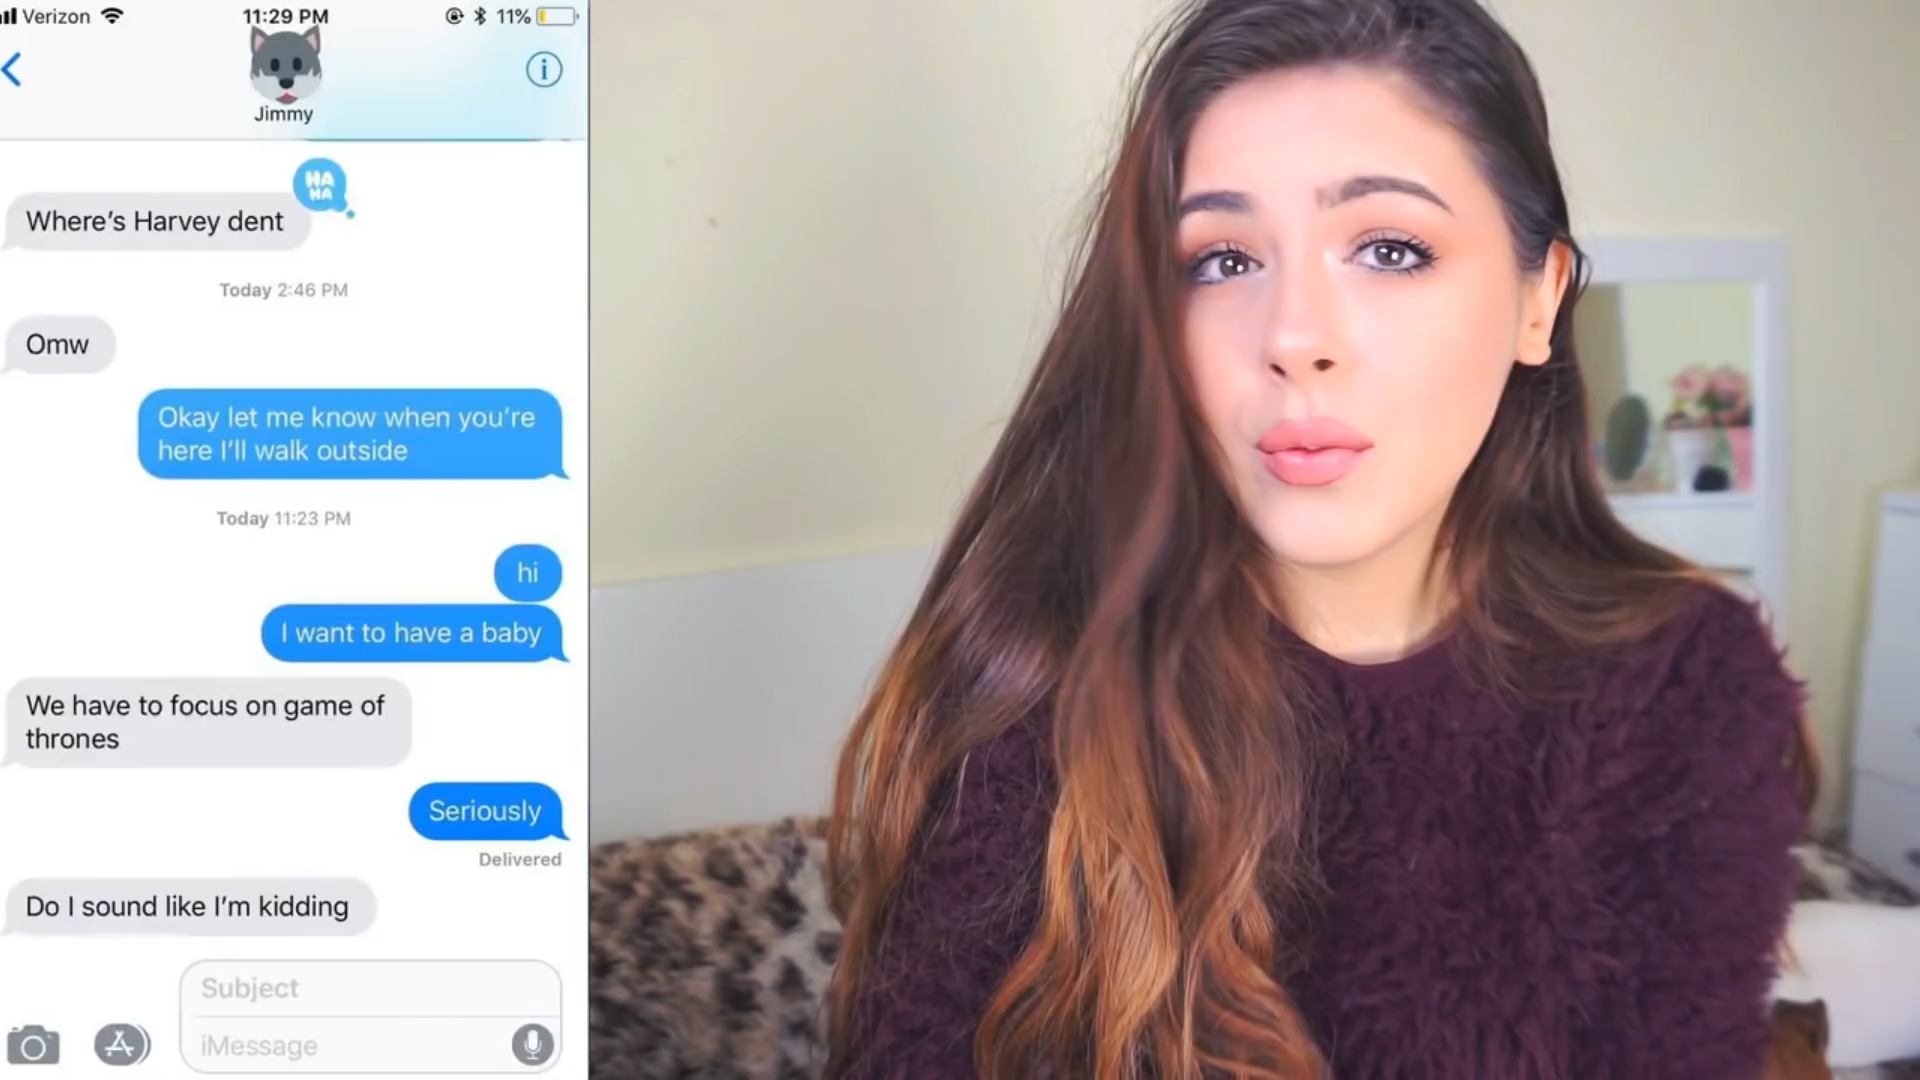 Verizon 11:29 PM 11%
Jimmy
HA
HA
Where's Harvey dent
Today 2:46 PM
Omw
Okay let me know when you're
here I'll walk outside
Today 11:23 PM
hi
I want to have a baby
We have to focus on game of
thrones
Seriously
Delivered
Do I sound like I'm kidding
Subject
iMessage